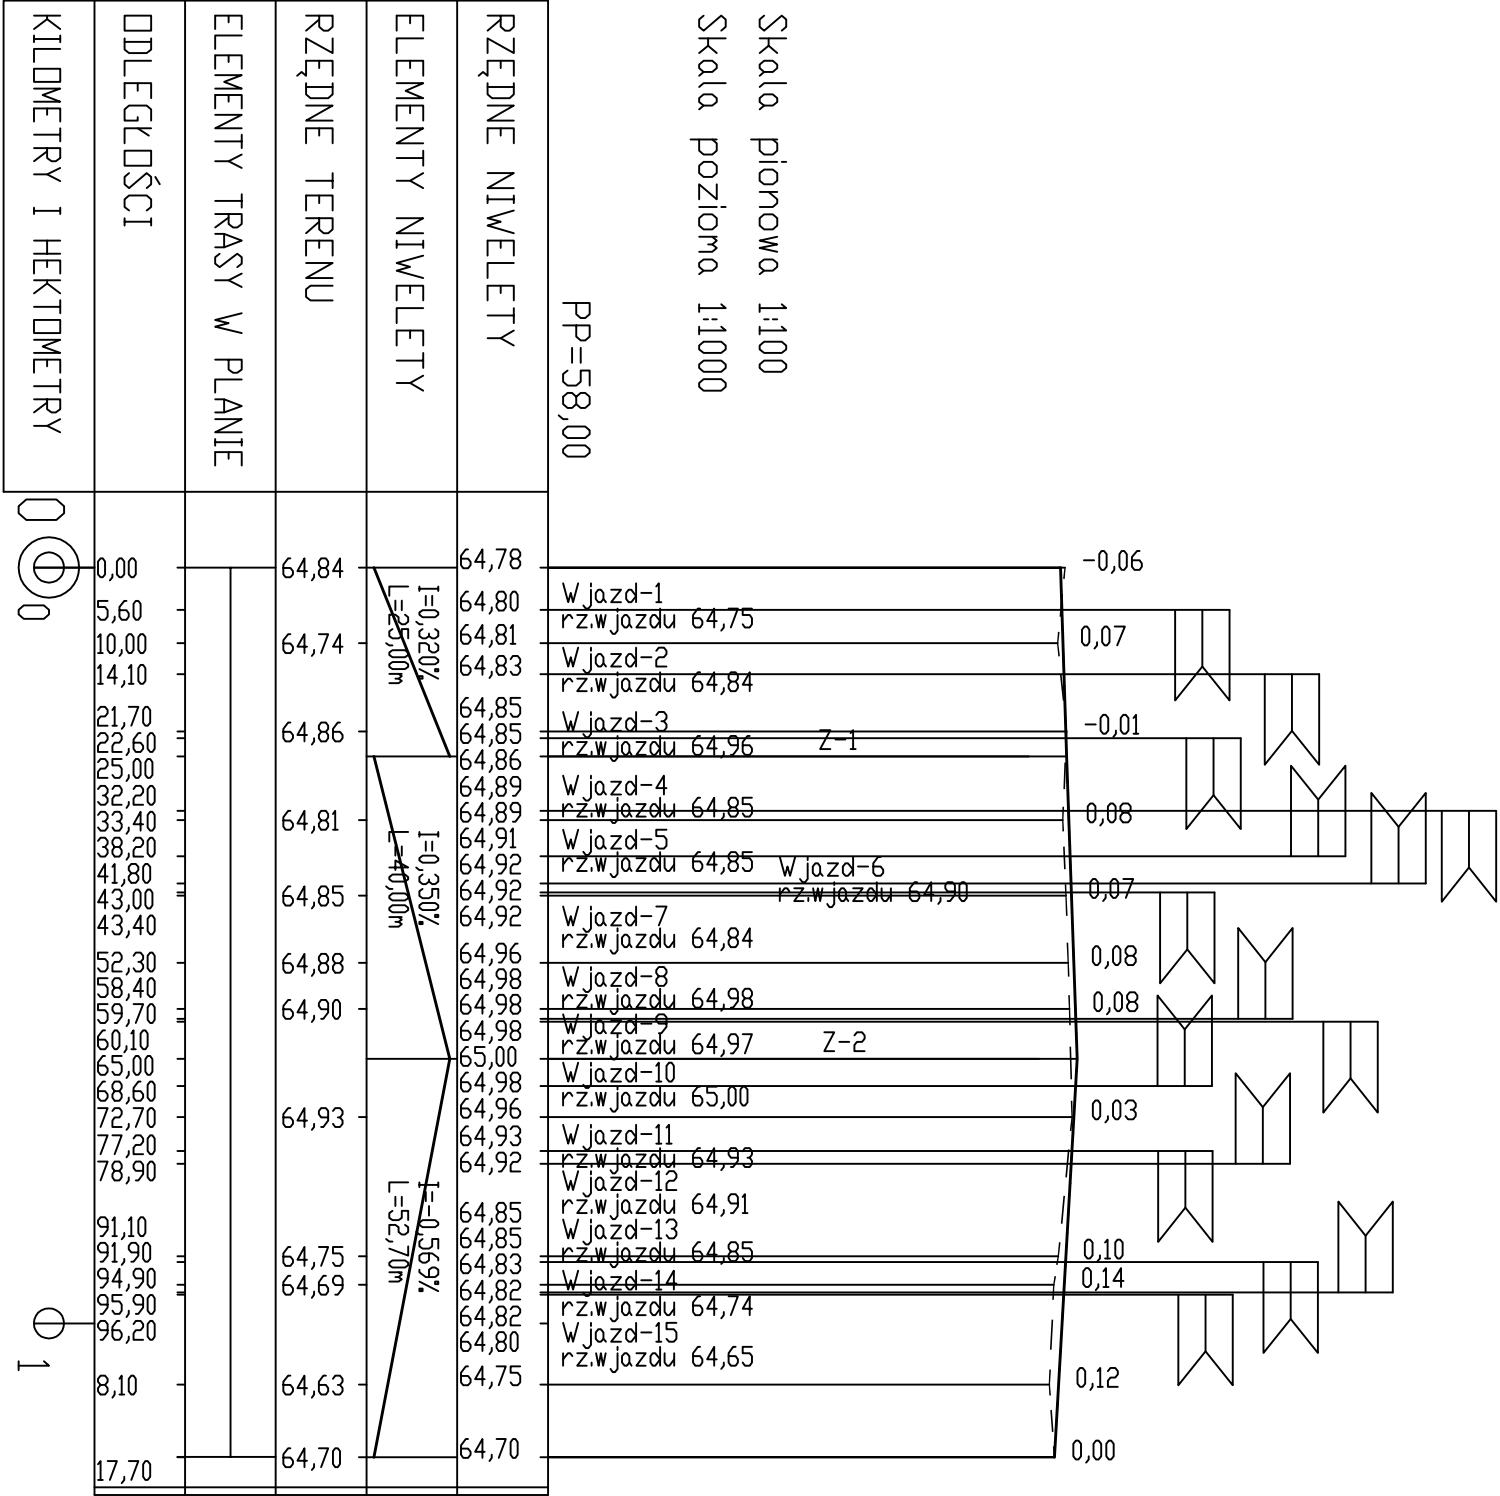 Skala pionowa 1:100
Skala pozioma 1:1000
PP=58,00
RZĘDNE NIWELETY
ELEMENTY NIWELETY
RZĘDNE TERENU
ELEMENTY TRASY W PLANIE
ODLEGŁOŚCI
KILOMETRY I HEKTOMETRY
-0,06
0,07
-0,01
0,08
0,07
0,08
0,08
0,03
0,10
0,14
0,12
0,00
Wjazd-1
rz.wjazdu 64,75
Wjazd-2
rz.wjazdu 64,84
Wjazd-3
rz.wjazdu 64,96
Z-1
Wjazd-4
rz.wjazdu 64,85
Wjazd-5
rz.wjazdu 64,85
Wjazd-6
rz.wjazdu 64,90
Wjazd-7
rz.wjazdu 64,84
Wjazd-8
rz.wjazdu 64,98
Wjazd-9
rz.wjazdu 64,97
Z-2
Wjazd-10
rz.wjazdu 65,00
Wjazd-11
rz.wjazdu 64,93
Wjazd-12
rz.wjazdu 64,91
Wjazd-13
rz.wjazdu 64,85
Wjazd-14
rz.wjazdu 64,74
Wjazd-15
rz.wjazdu 64,65
64,78
64,80
64,81
64,83
64,85
64,85
64,86
64,89
64,89
64,91
64,92
64,92
64,92
64,96
64,98
64,98
64,98
65,00
64,98
64,96
64,93
64,92
64,85
64,85
64,83
64,82
64,82
64,80
64,75
64,70
I=0,320%
L=25,00m
I=0,350%
L=40,00m
I=-0,569%
L=52,70m
64,84
64,74
64,86
64,81
64,85
64,88
64,90
64,93
64,75
64,69
64,63
64,70
0,00
5,60
10,00
14,10
21,70
22,60
25,00
32,20
33,40
38,20
41,80
43,00
43,40
52,30
58,40
59,70
60,10
65,00
68,60
72,70
77,20
78,90
91,10
91,90
94,90
95,90
96,20
8,10
17,70
0
0
1